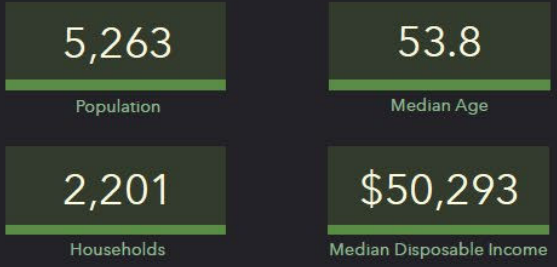 5,263
53.8
Population
Median Age
2,201
$50,293
Households
Median Disposable Income